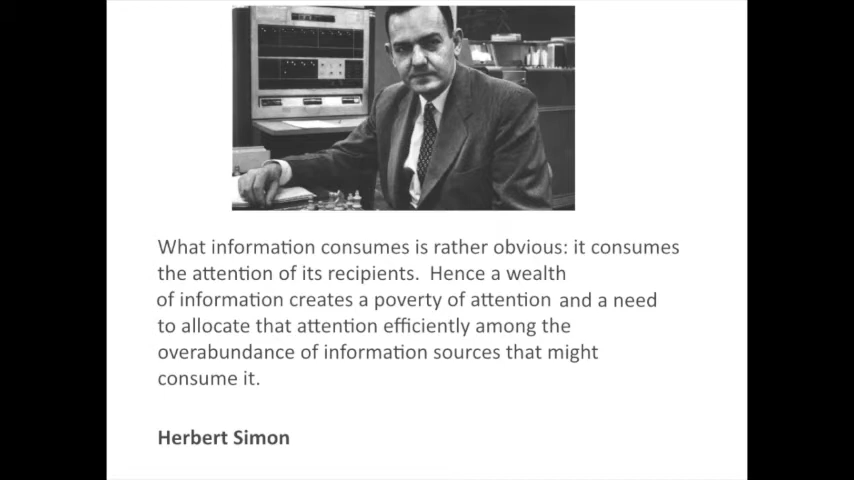 What information consumes is rather obvious: it consumes
the attention of its recipients. Hence a wealth
of information creates a poverty of attention and a need
to allocate that attention efficiently among the
overabundance of information sources that might
consume it.
Herbert Simon